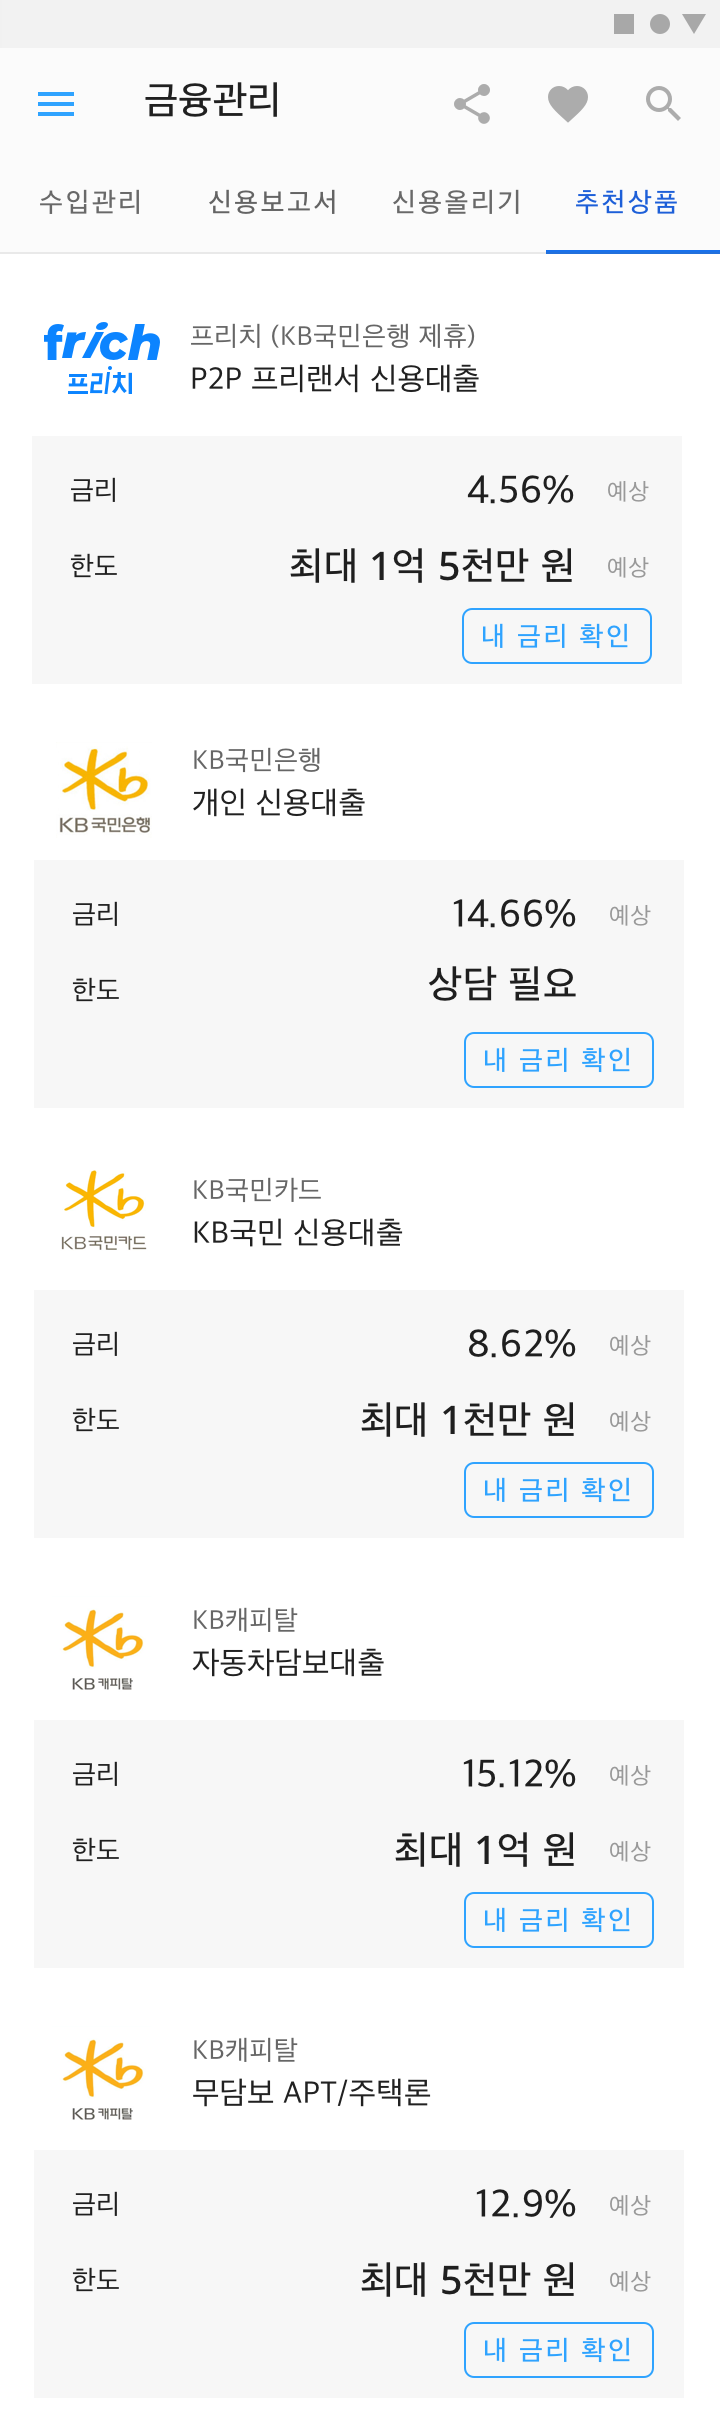 금융관리
수입관리 신용보고서 신용올리기 추천상품
frich
프리치
프리치 (KB국민은행 제휴)
P2P 프리랜서 신용대출
금리 4.56% 예상
한도 최대 1억 5천만 원 예상
내 금리 확인
Kb
KB국민은행
KB국민은행
개인 신용대출
금리 14.66% 예상
한도 상담 필요
내 금리 확인
Kb
KB국민카드
KB국민카드
KB국민 신용대출
금리 8.62% 예상
한도 최대 1천만 원 예상
내 금리 확인
Kb
KB 캐피탈
KB캐피탈
자동차담보대출
금리 15.12% 예상
한도 최대 1억 원 예상
내 금리 확인
Kb
KB 캐피탈
KB캐피탈
무담보 APT/주택론
금리 12.9% 예상
한도 최대 5천만 원 예상
내 금리 확인